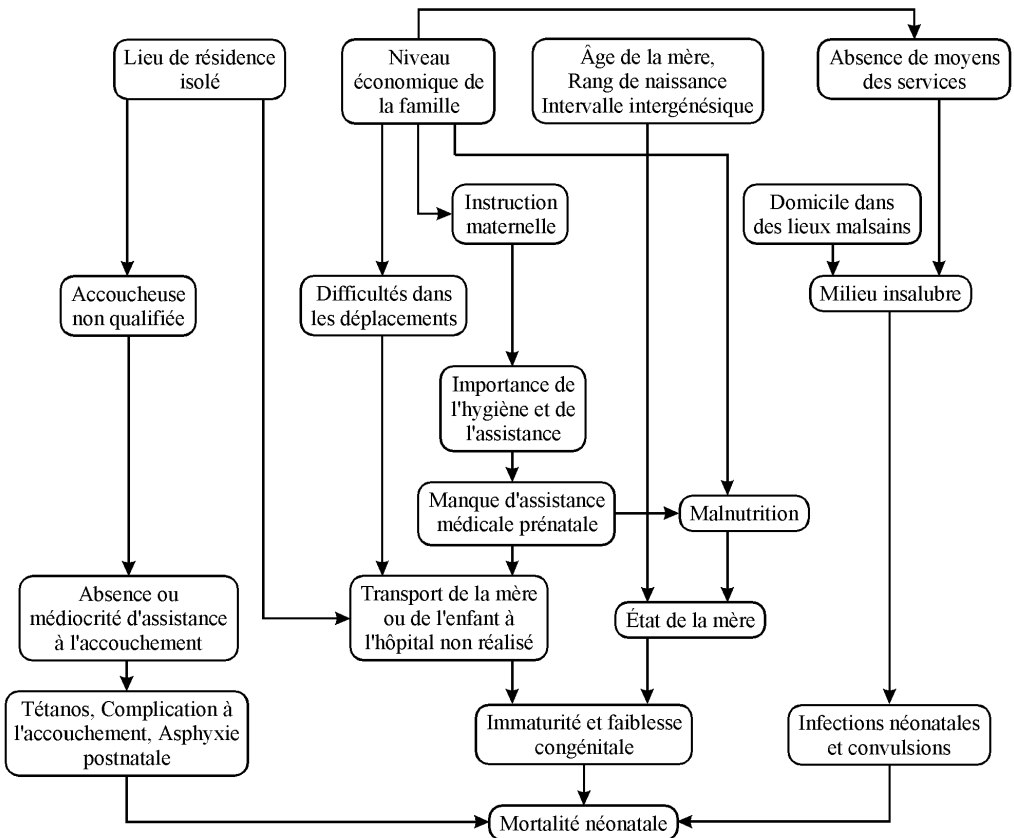 Lieu de résidence
isolé
Niveau
économique de
la famille
Âge de la mère,
Rang de naissance
Intervalle intergénésique
Absence de moyens
des services
Instruction
maternelle
Domicile dans
des lieux malsains
Accoucheuse
non qualifiée
Difficultés dans
les déplacements
Milieu insalubre
Importance de
l'hygiène et de
l'assistance
Manque d'assistance
médicale prénatale
Malnutrition
Absence ou
médiocrité d'assistance
à l'accouchement
Transport de la mère
ou de l'enfant à
l'hôpital non réalisé
État de la mère
Tétanos, Complication à
l'accouchement, Asphyxie
postnatale
Immaturité et faiblesse
congénitale
Infections néonatales
et convulsions
Mortalité néonatale